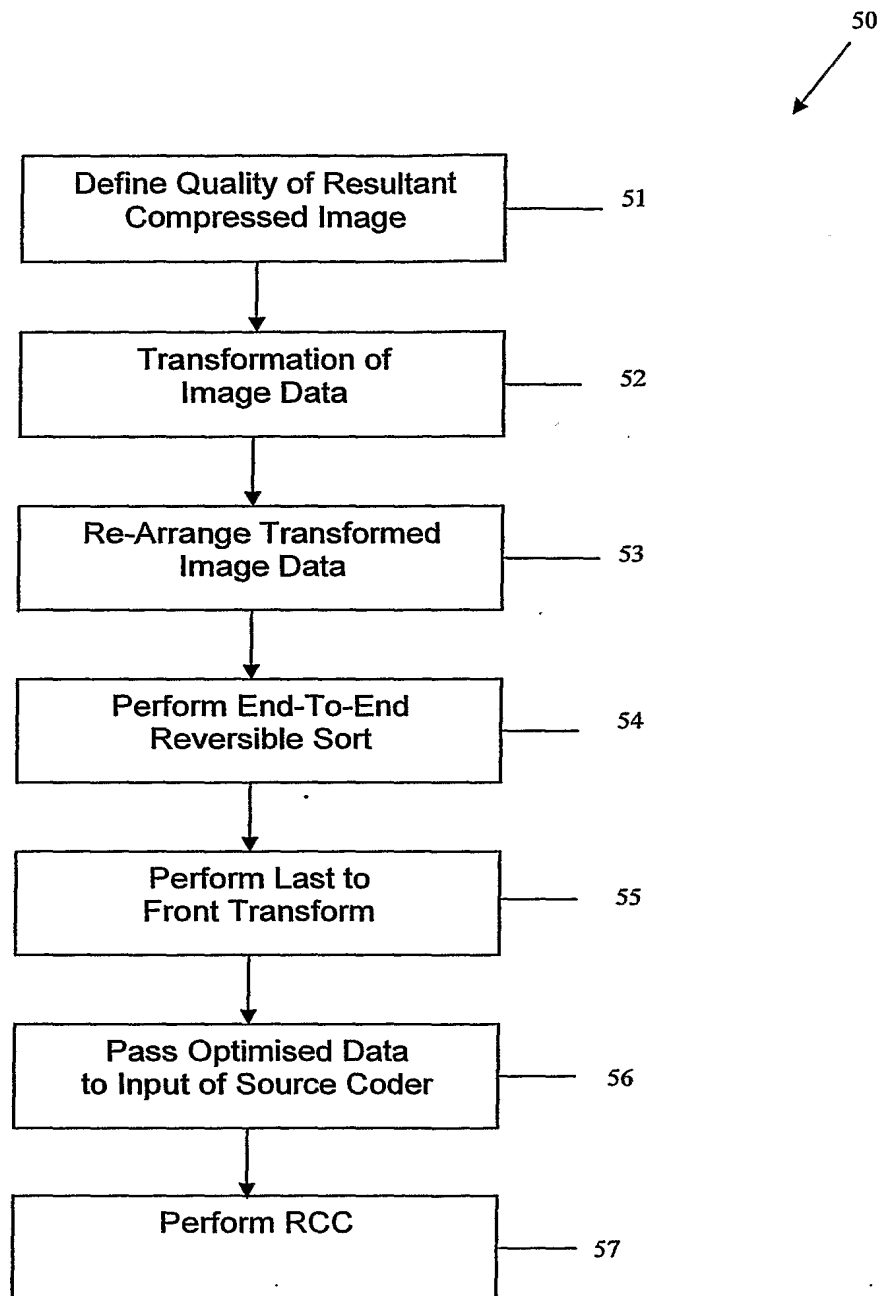 50
Define Quality of Resultant
Compressed Image
51
Transformation of
Image Data
52
Re-Arrange Transformed
Image Data
53
Perform End-To-End
Reversible Sort
54
Perform Last to
Front Transform
55
Pass Optimised Data
to Input of Source Coder
56
Perform RCC
57